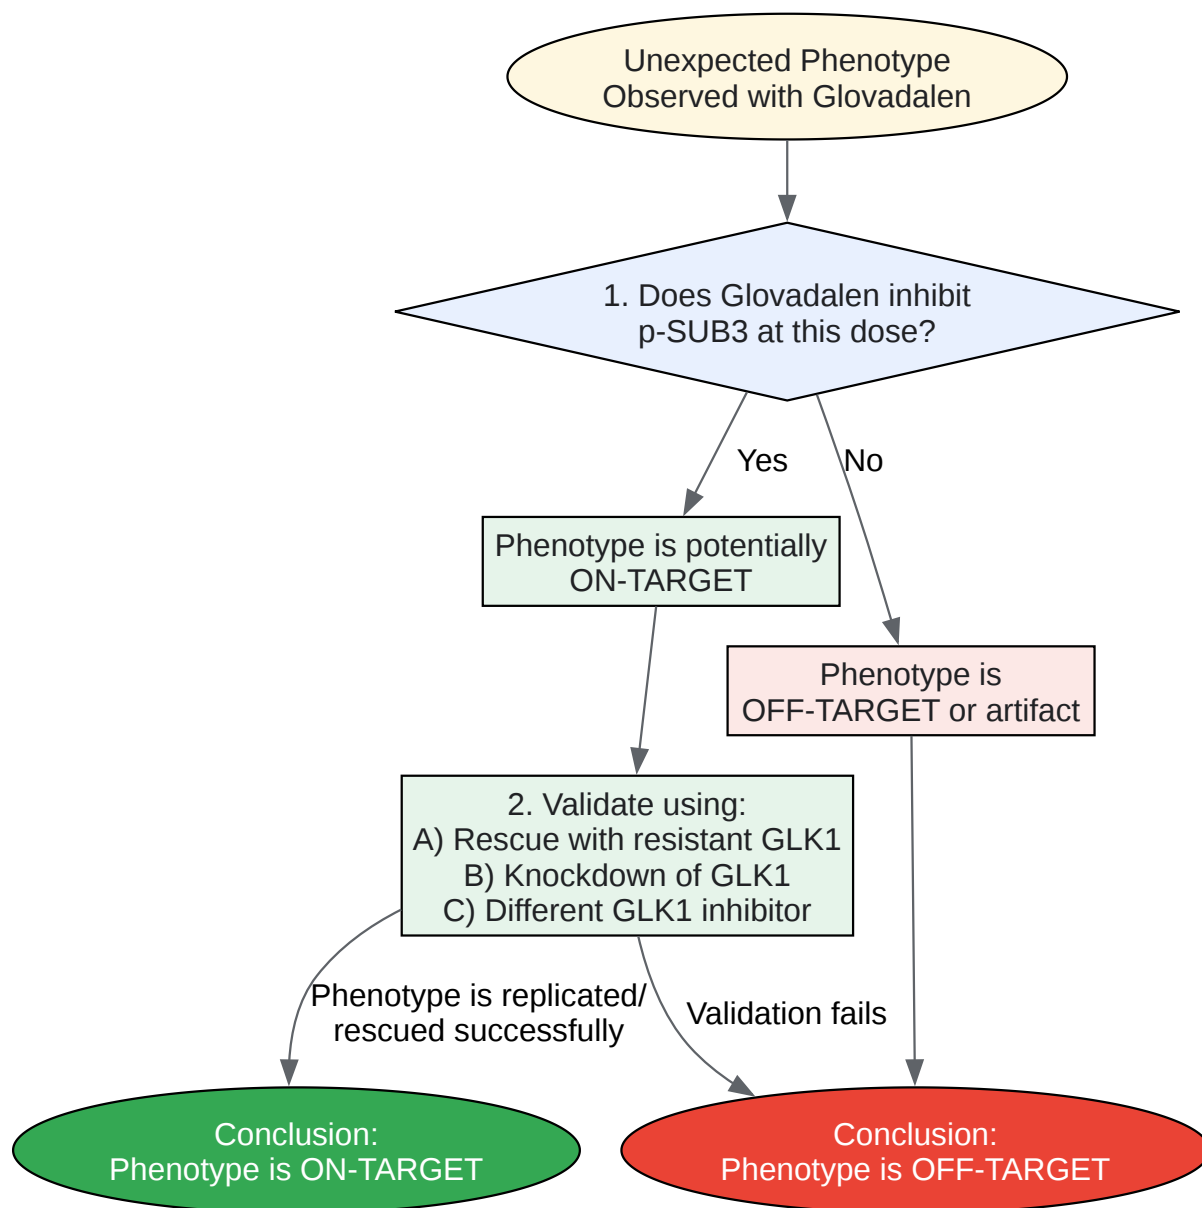 Unexpected Phenotype
Observed with Glovadalen
1. Does Glovadalen inhibit
p-SUB3 at this dose?
Yes
No
Phenotype is potentially
ON-TARGET
Phenotype is
OFF-TARGET or artifact
2. Validate using:
A) Rescue with resistant GLK1
B) Knockdown of GLK1
C) Different GLK1 inhibitor
Phenotype is replicated/
rescued successfully
Validation fails
Conclusion:
Phenotype is ON-TARGET
Conclusion:
Phenotype is OFF-TARGET